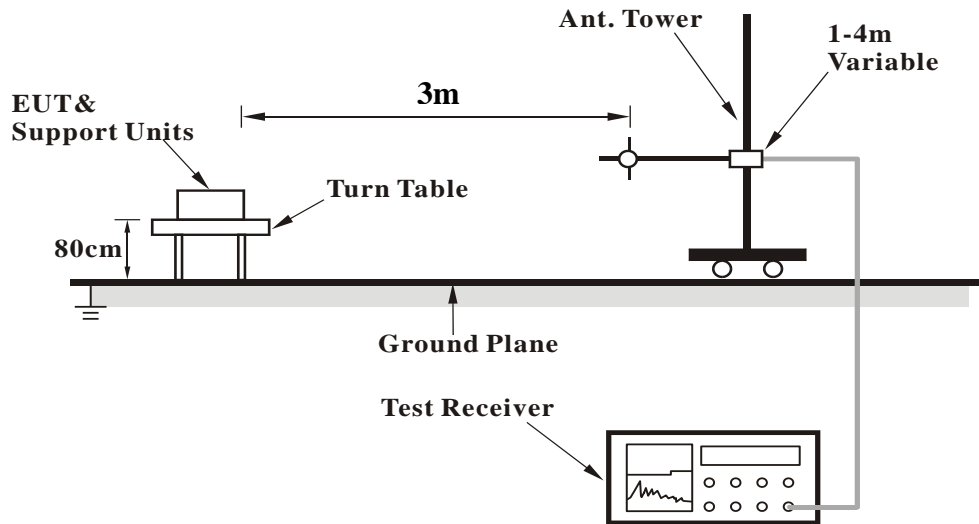 Ant. Tower
1-4m
Variable
3m
EUT&
Support Units
Turn Table
80cm
Ground Plane
Test Receiver